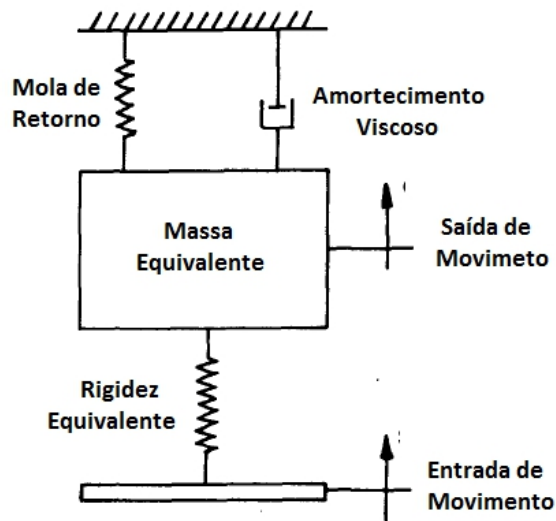 Mola de
Retorno
Amortecimento
Viscoso
Massa
Equivalente
Saída de
Movimeto
Rigidez
Equivalente
Entrada de
Movimento